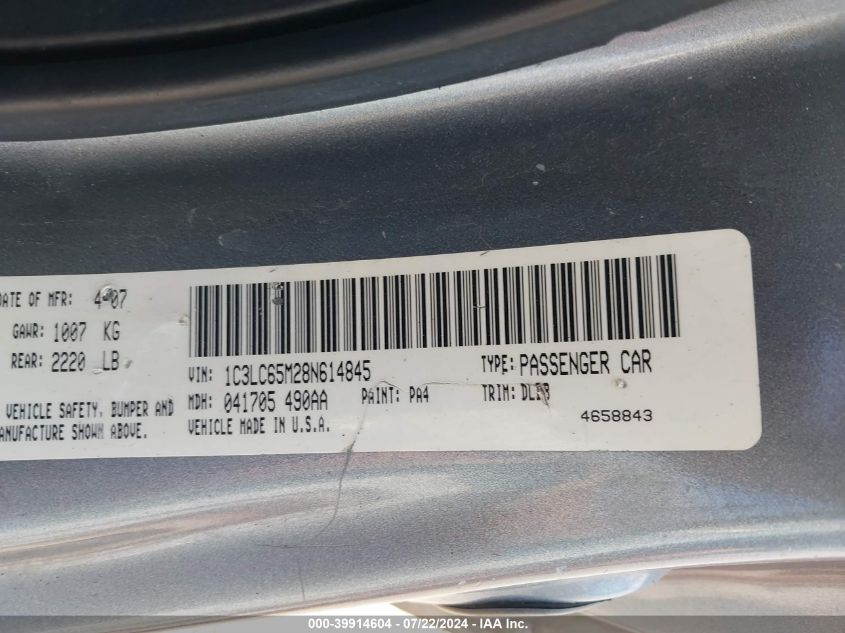 DATE OF MFR: 4-07
GAWR: 1007 KG
REAR: 2220 LB
VIN: 1C3LC65M28N614845
TYPE: PASSENGER CAR
MDH: 041705 490AA
PAINT: PA4
TRIM:
VEHICLE SAFETY, BUMPER AND
MANUFACTURE SHOWN ABOVE.
VEHICLE MADE IN U.S.A.
4658843
000-39914604 - 07/22/2024 - IAA Inc.